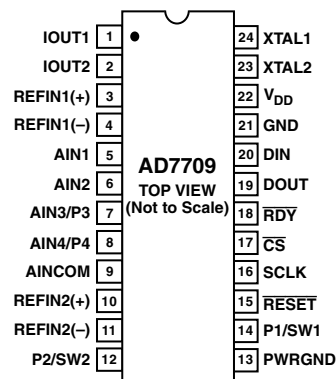 IOUT1 1
IOUT2 2
REFIN1(+) 3
REFIN1(–) 4
AIN1 5
AIN2 6
AIN3/P3 7
AIN4/P4 8
AINCOM 9
REFIN2(+) 10
REFIN2(–) 11
P2/SW2 12
AD7709
TOP VIEW
(Not to Scale)
24 XTAL1
23 XTAL2
22 VDD
21 GND
20 DIN
19 DOUT
18 RDY
17 CS
16 SCLK
15 RESET
14 P1/SW1
13 PWRGND